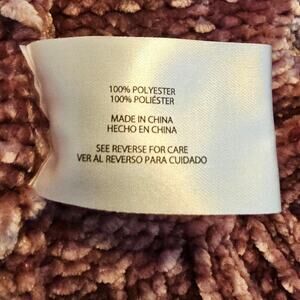 100% POLYESTER
100% POLIÉSTER
MADE IN CHINA
HECHO EN CHINA
SEE REVERSE FOR CARE
VER AL REVERSO PARA CUIDADO